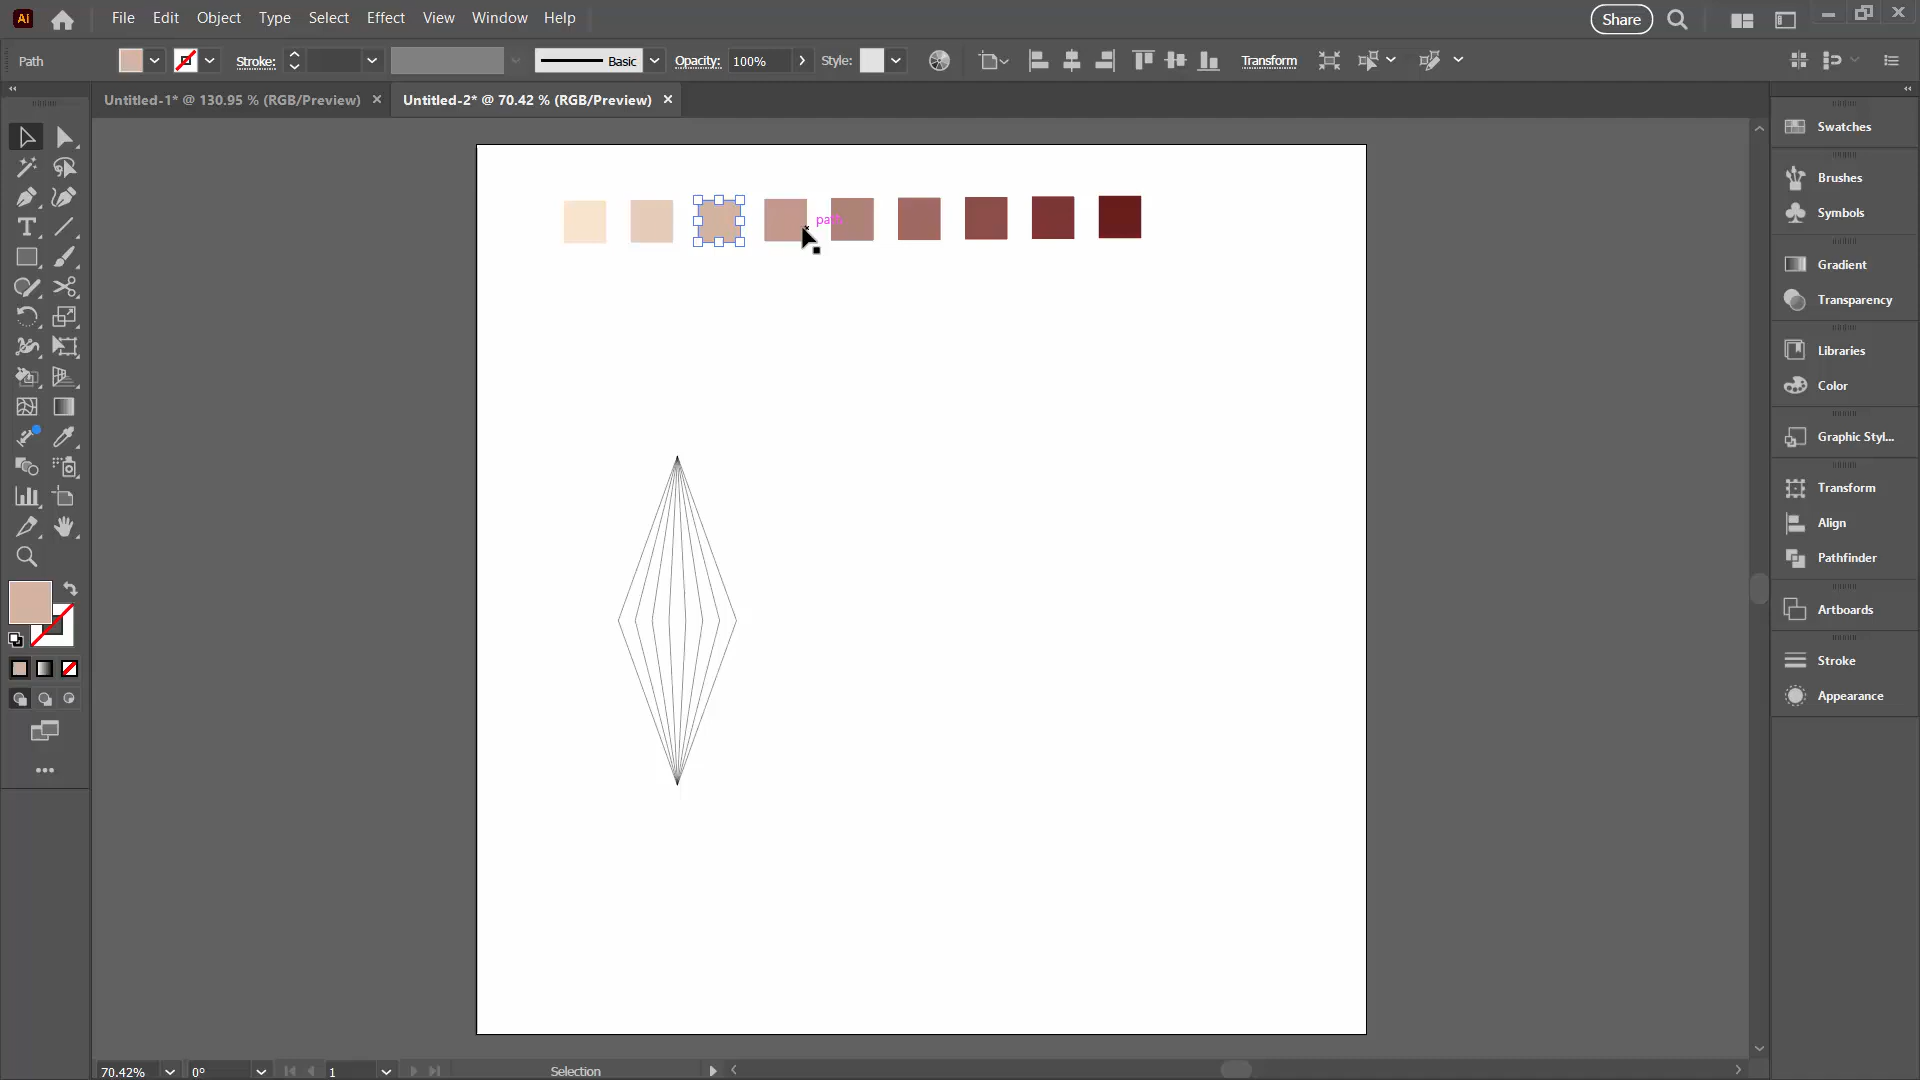 Ai File Edit Object Type Select Effect View Window Help Share
Path Stroke: Basic Opacity: 100% Style: Transform
Untitled-1* @ 130.95 % (RGB/Preview) Untitled-2* @ 70.42 % (RGB/Preview)
Swatches
Brushes
Symbols
Gradient
Transparency
Libraries
Color
Graphic Styl...
Transform
Align
Pathfinder
Artboards
Stroke
Appearance
path
70.42% 0° 1 Selection